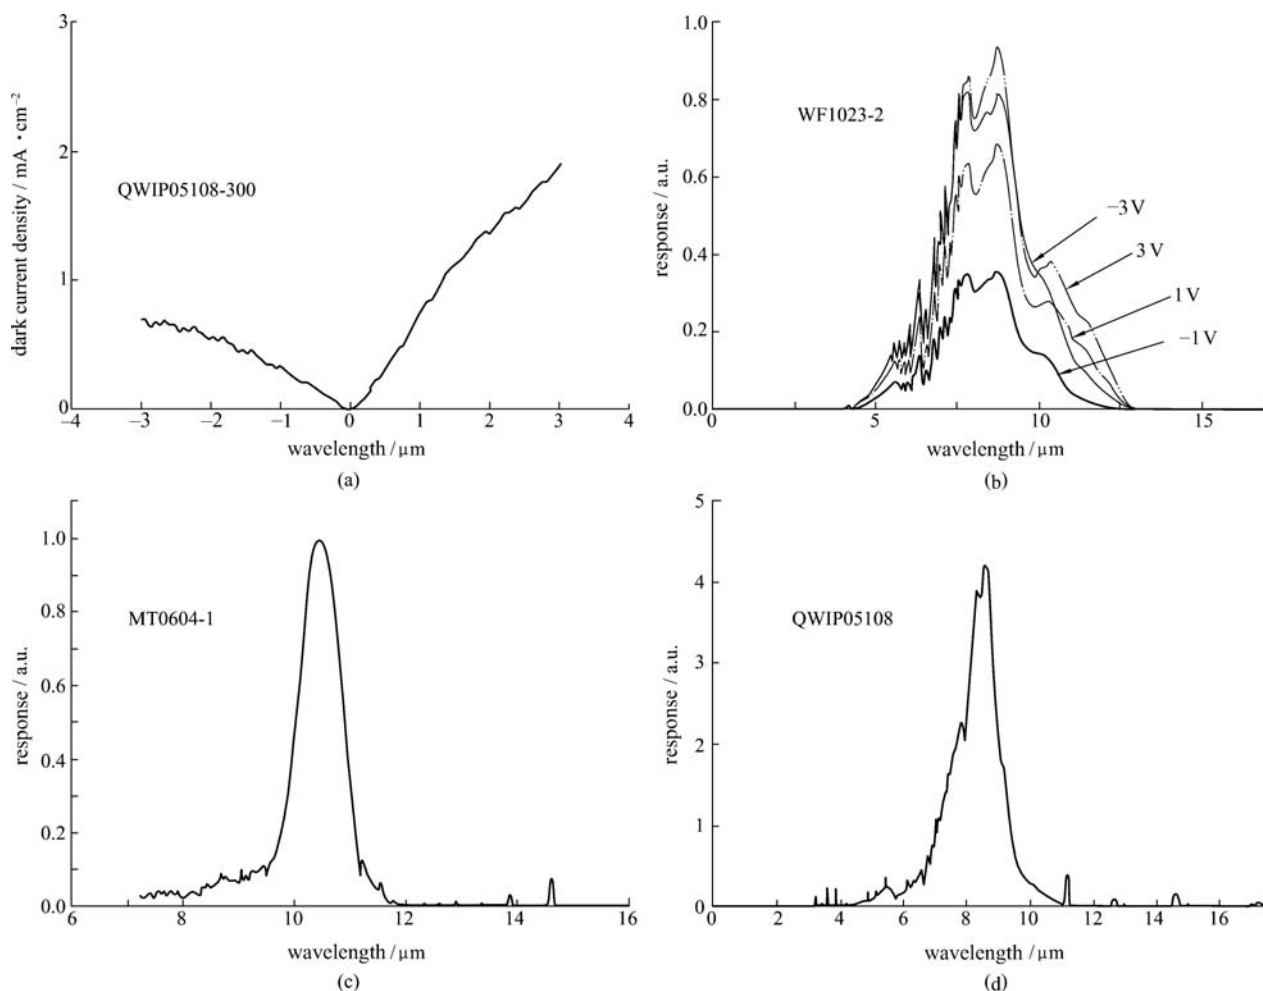 3
2
1
0
dark current density / mA • cm⁻²
QWIP05108-300
−4 −3 −2 −1 0 1 2 3 4
wavelength / μm
(a)
1.0
0.8
0.6
0.4
0.2
0.0
response / a.u.
WF1023-2
−3 V
3 V
1 V
−1 V
5 10 15
wavelength / μm
(b)
1.0
0.8
0.6
0.4
0.2
0.0
response / a.u.
MT0604-1
6 8 10 12 14 16
wavelength / μm
(c)
5
4
3
2
1
0
response / a.u.
QWIP05108
0 2 4 6 8 10 12 14 16
wavelength / μm
(d)